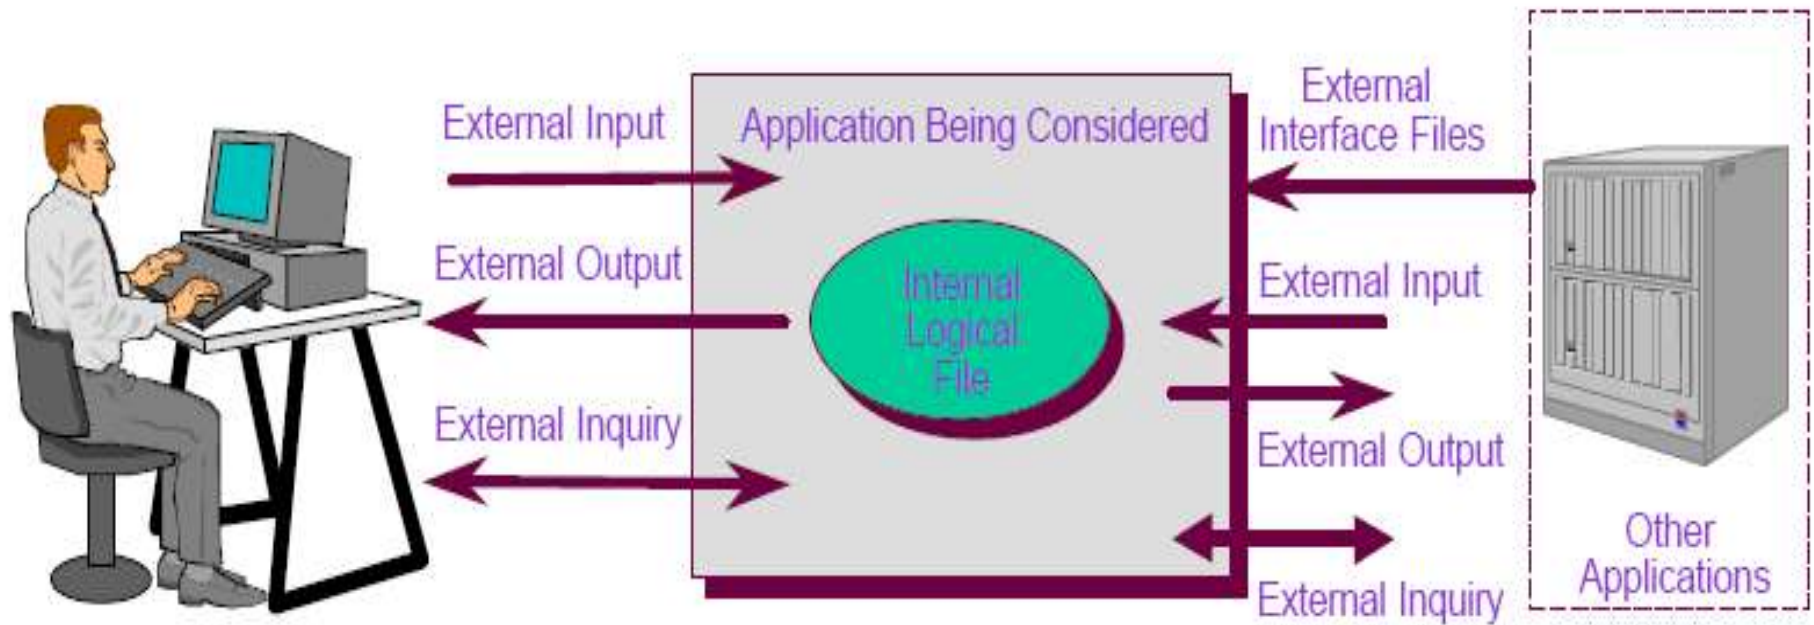 External Input
External Output
External Inquiry
Application Being Considered
Internal
Logical
File
External
Interface Files
External Input
External Output
External Inquiry
Other
Applications